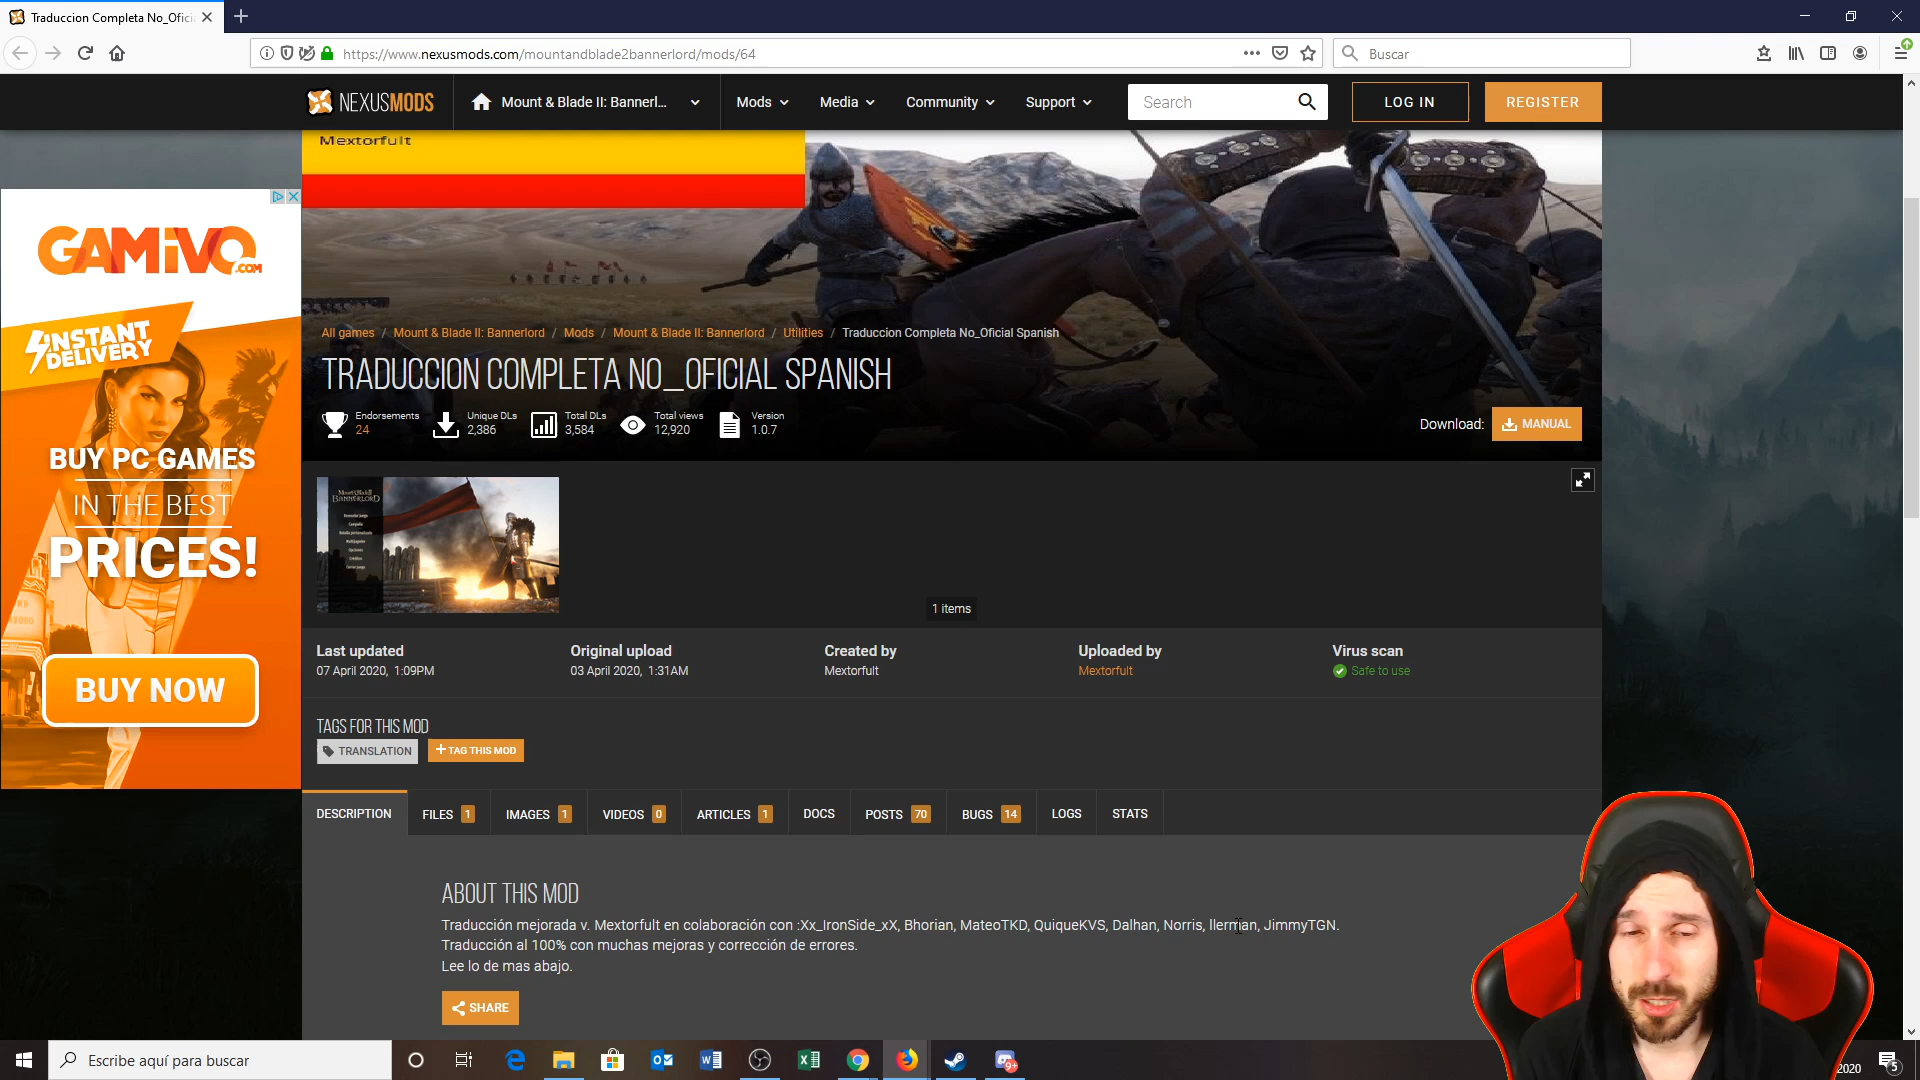 Traduccion Completa No_Ofici
https://www.nexusmods.com/mountandblade2bannerlord/mods/64
Buscar
NEXUSMODS
Mount & Blade II: Bannerl...
Mods
Media
Community
Support
Search
LOG IN
REGISTER
Mextorfult
GAMIVO.COM
INSTANT
DELIVERY
BUY PC GAMES
IN THE BEST
PRICES!
BUY NOW
All games / Mount & Blade II: Bannerlord / Mods / Mount & Blade II: Bannerlord / Utilities / Traduccion Completa No_Oficial Spanish
TRADUCCION COMPLETA NO_OFICIAL SPANISH
Endorsements
24
Unique DLs
2,386
Total DLs
3,584
Total views
12,920
Version
1.0.7
Download:
MANUAL
BANNERLORD
1 items
Last updated
07 April 2020, 1:09PM
Original upload
03 April 2020, 1:31AM
Created by
Mextorfult
Uploaded by
Mextorfult
Virus scan
Safe to use
TAGS FOR THIS MOD
TRANSLATION
+ TAG THIS MOD
DESCRIPTION
FILES 1
IMAGES 1
VIDEOS 0
ARTICLES 1
DOCS
POSTS 70
BUGS 14
LOGS
STATS
ABOUT THIS MOD
Traducción mejorada v. Mextorfult en colaboración con :Xx_IronSide_xX, Bhorian, MateoTKD, QuiqueKVS, Dalhan, Norris, llerman, JimmyTGN.
Traducción al 100% con muchas mejoras y corrección de errores.
Lee lo de mas abajo.
SHARE
Escribe aquí para buscar
9+
2020
5